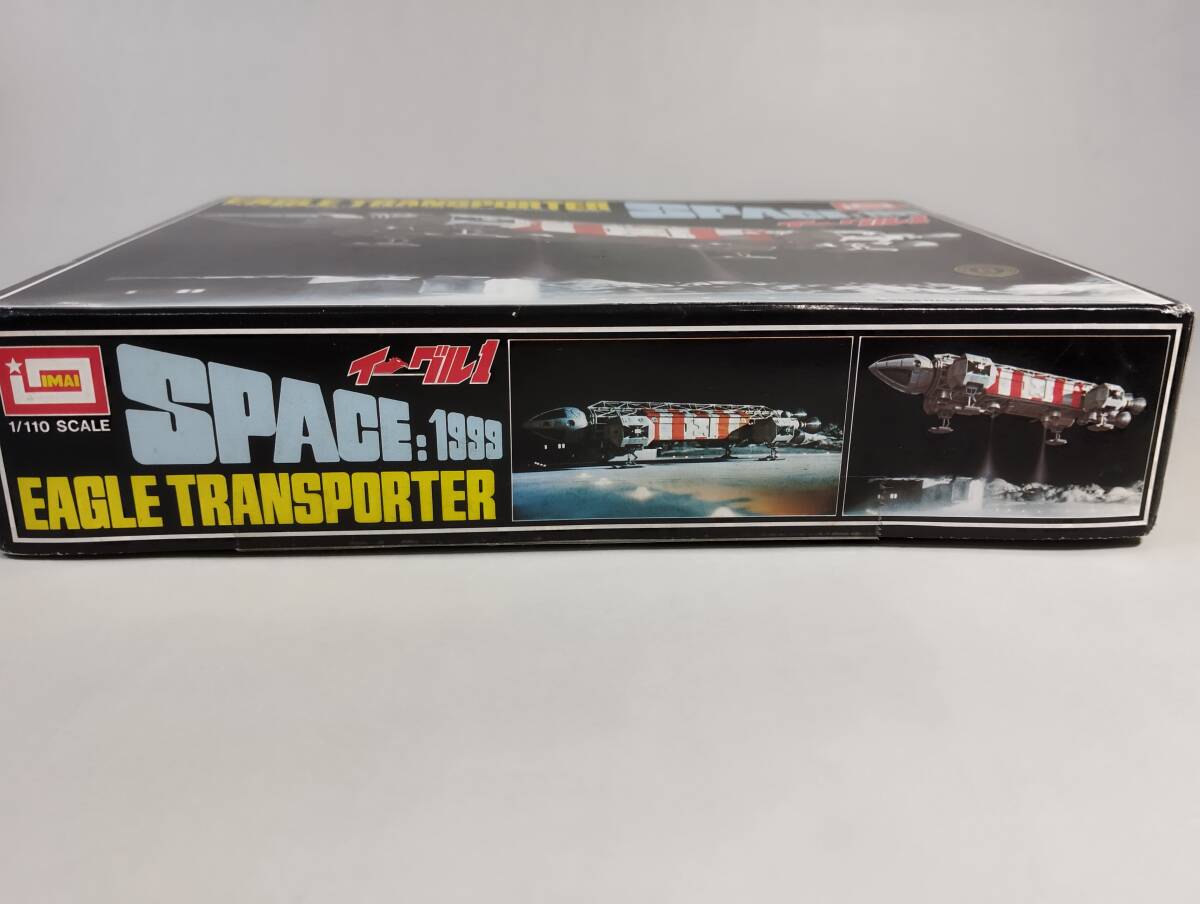 EAGLE TRANSPORTER
SPACE:
IMAI
1/110 SCALE
SPACE:1999
イーグル1
EAGLE TRANSPORTER